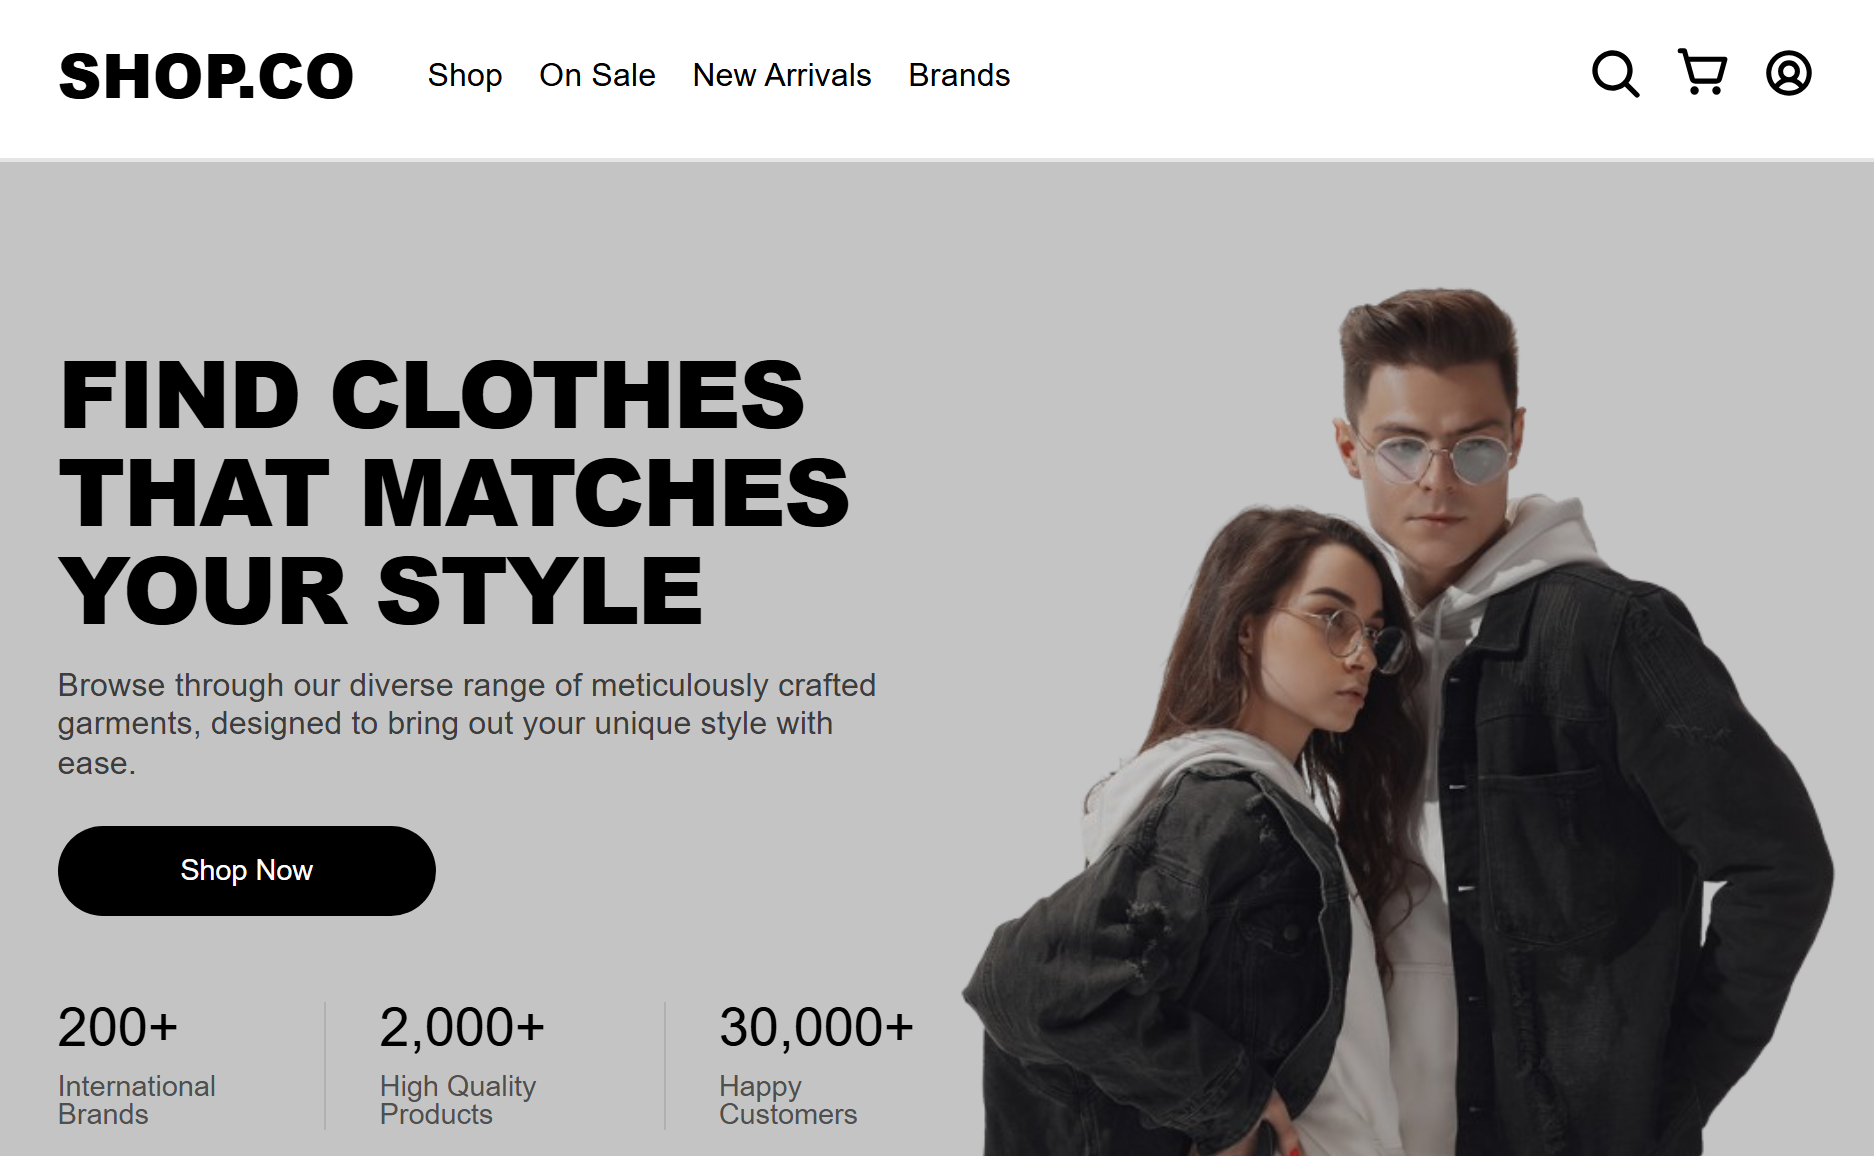 SHOP.CO
Shop
On Sale
New Arrivals
Brands
FIND CLOTHES
THAT MATCHES
YOUR STYLE
Browse through our diverse range of meticulously crafted
garments, designed to bring out your unique style with
ease.
Shop Now
200+
International
Brands
2,000+
High Quality
Products
30,000+
Happy
Customers